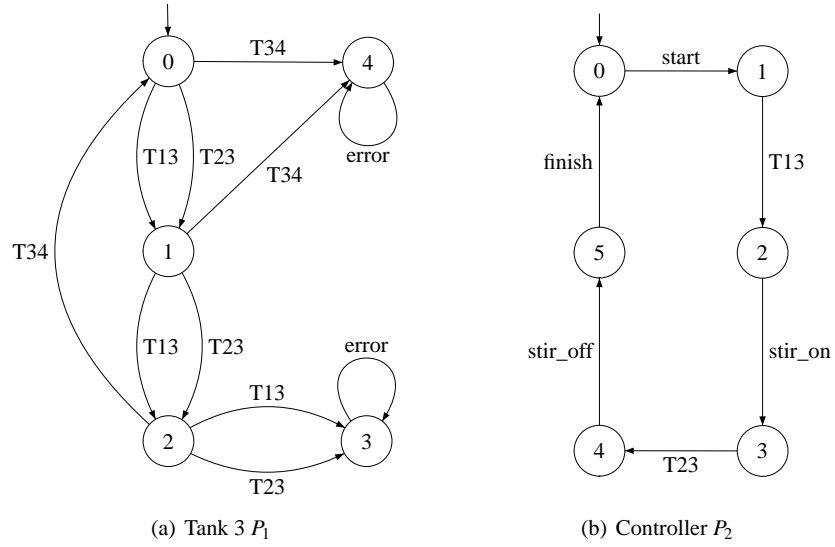 0
T34
4
error
T13
T23
T34
1
T34
T13
T23
error
2
T13
3
T23
(a) Tank 3 P1
0
start
1
finish
T13
5
2
stir_off
stir_on
4
T23
3
(b) Controller P2